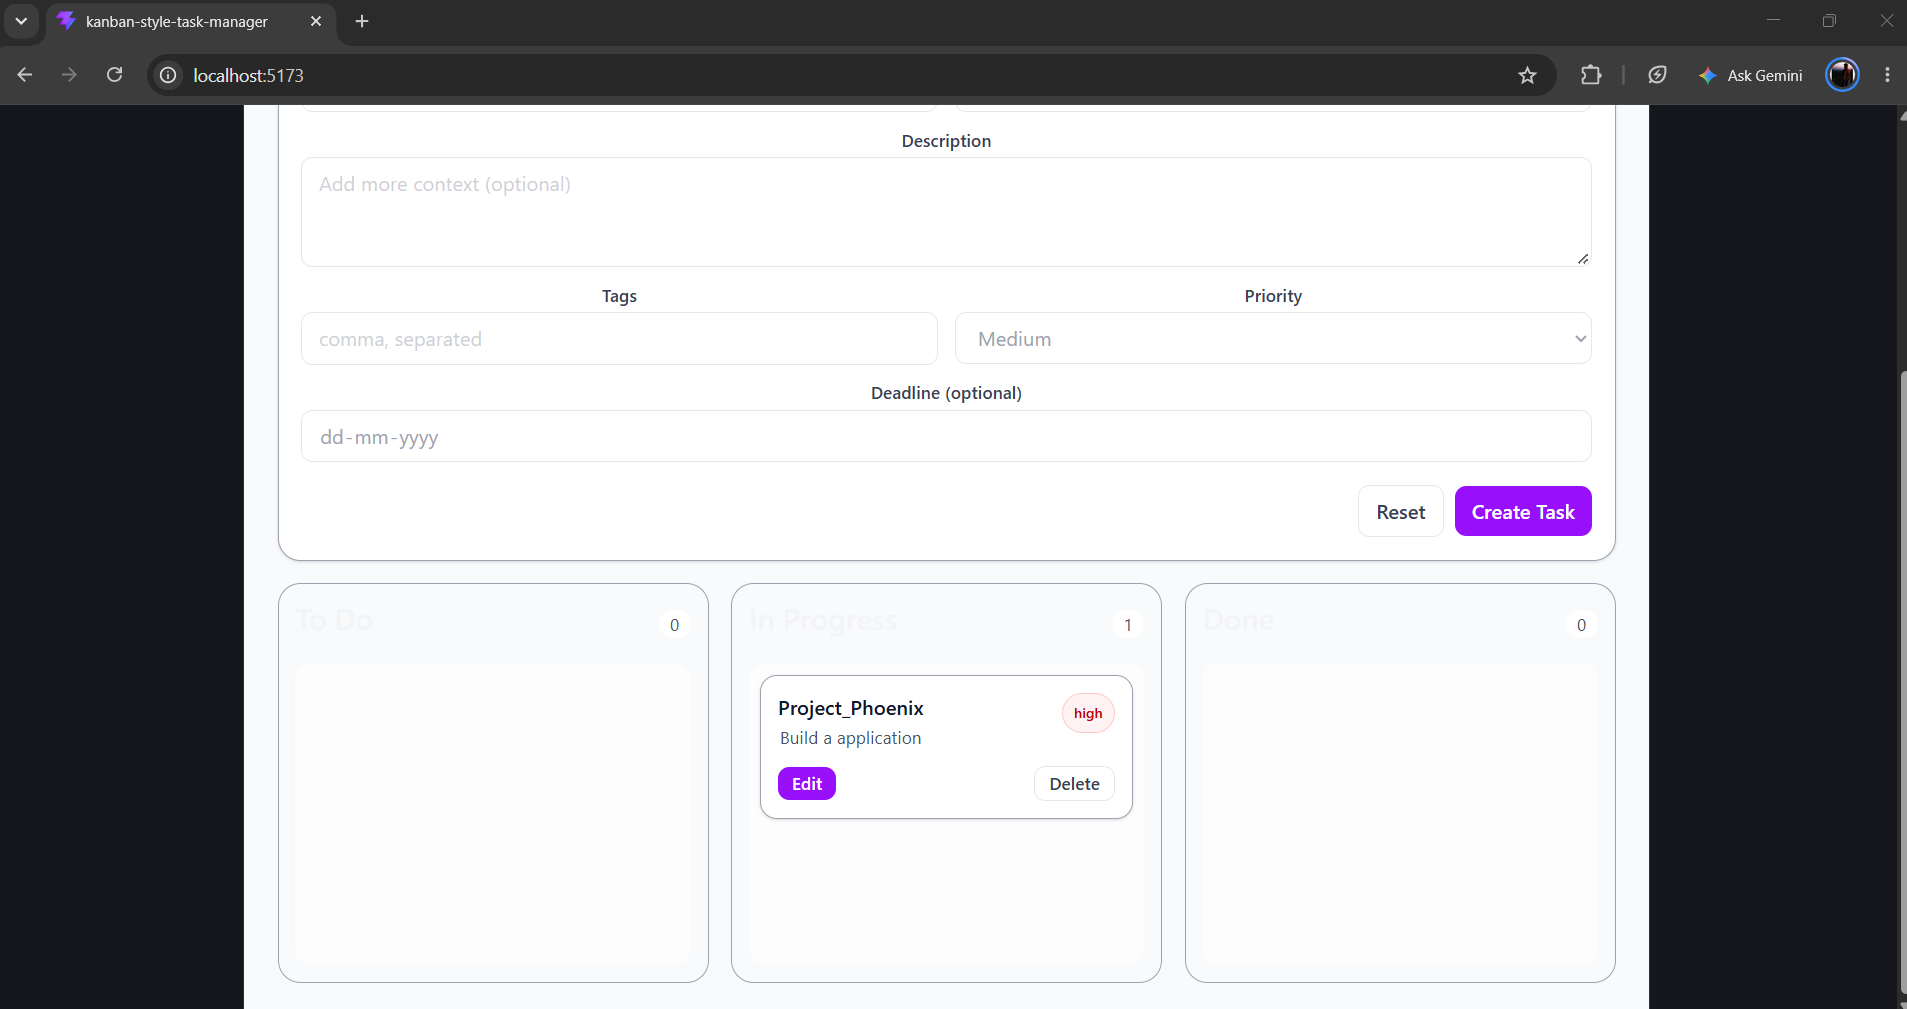 kanban-style-task-manager
localhost:5173
Ask Gemini
Description
Add more context (optional)
Tags
Priority
comma, separated
Medium
Deadline (optional)
dd-mm-yyyy
Reset
Create Task
To Do
0
In Progress
1
Done
0
Project_Phoenix
high
Build a application
Edit
Delete